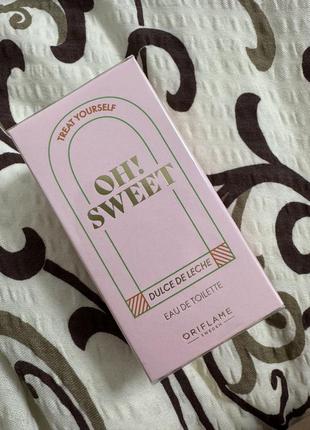 TREAT YOURSELF
OH!
SWEET
DULCE DE LECHE
EAU DE TOILETTE
ORIFLAME
SWEDEN